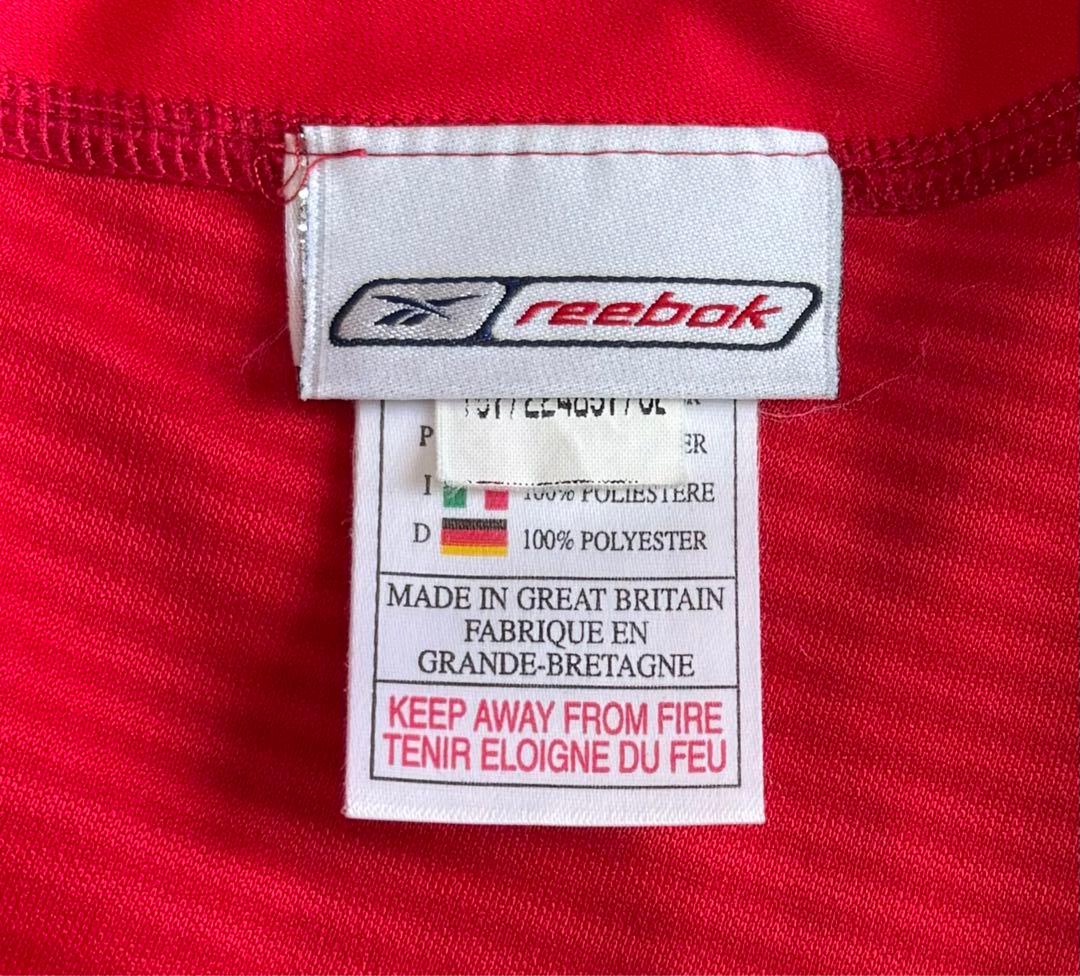 reebok
P ER
I 100% POLIESTERE
D 100% POLYESTER
MADE IN GREAT BRITAIN
FABRIQUE EN
GRANDE-BRETAGNE
KEEP AWAY FROM FIRE
TENIR ELOIGNE DU FEU